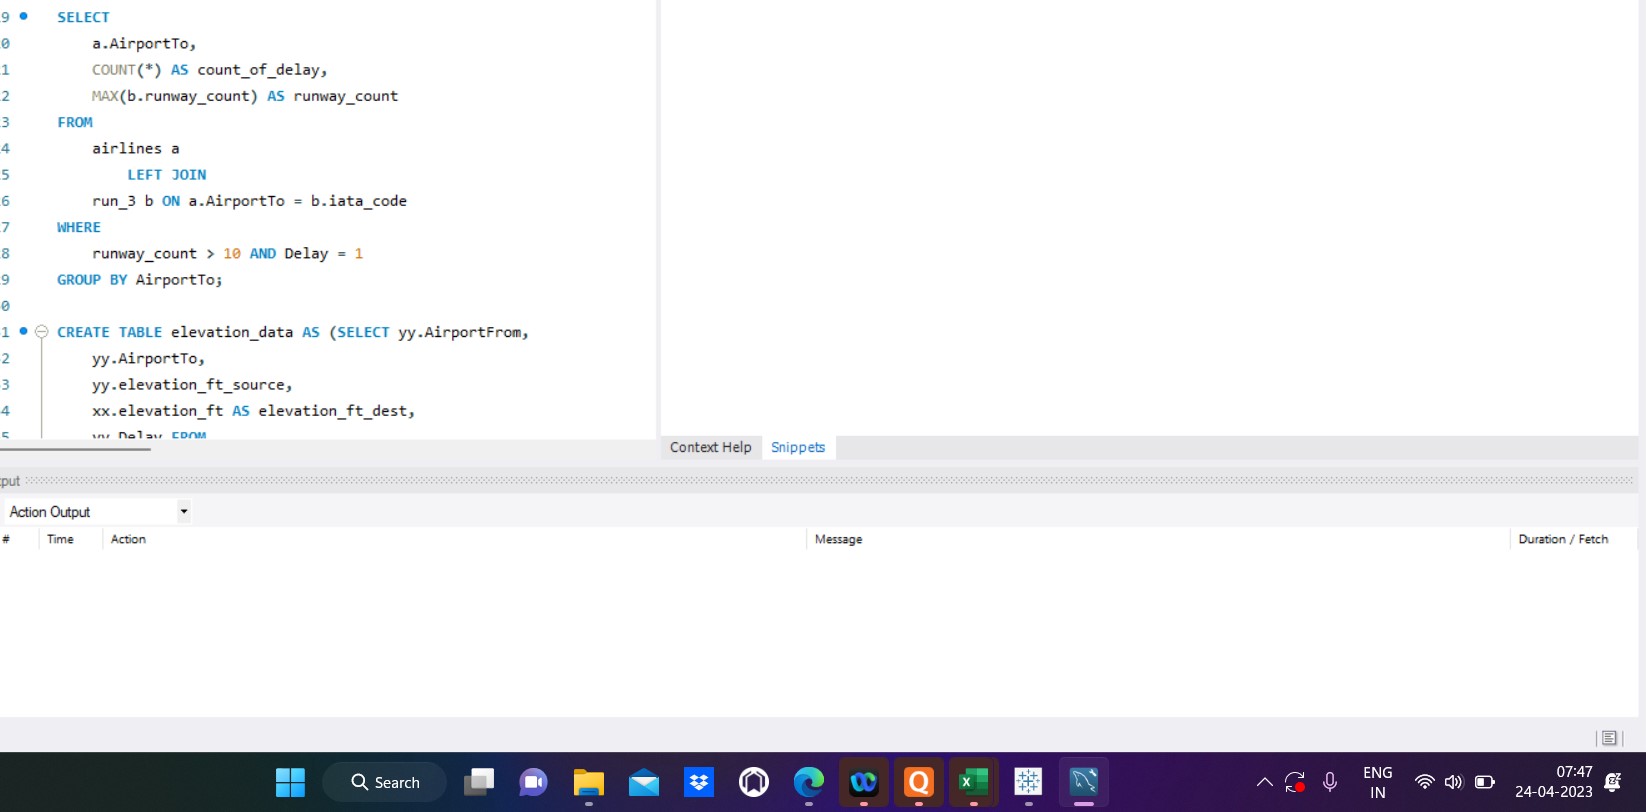 9 SELECT
0 a.AirportTo,
1 COUNT(*) AS count_of_delay,
2 MAX(b.runway_count) AS runway_count
3 FROM
4 airlines a
5 LEFT JOIN
6 run_3 b ON a.AirportTo = b.iata_code
7 WHERE
8 runway_count > 10 AND Delay = 1
9 GROUP BY AirportTo;
0
1 CREATE TABLE elevation_data AS (SELECT yy.AirportFrom,
2 yy.AirportTo,
3 yy.elevation_ft_source,
4 xx.elevation_ft AS elevation_ft_dest,
5 yy.Delay FROM
Context Help Snippets
put
Action Output
# Time Action Message Duration / Fetch
Search
ENG
IN
07:47
24-04-2023